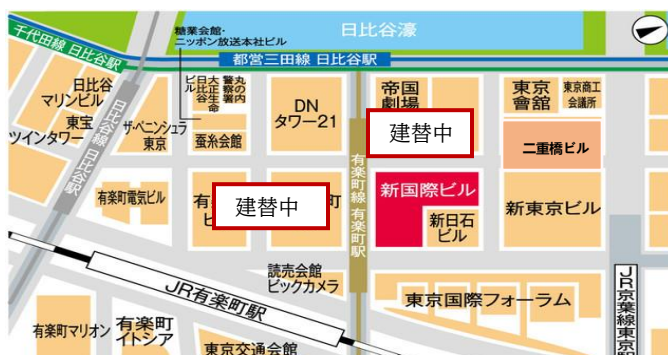 日比谷濠
糖業会館・
ニッポン放送本社ビル
千代田線 日比谷駅
都営三田線 日比谷駅
日比谷
マリンビル
東宝
ツインタワー
日比谷線 日比谷駅
ザ・ペニンシュラ
東京
日比谷
ビル
大正生命
丸の内
警察署
蚕糸会館
DN
タワー21
帝国
劇場
建替中
東京
會舘
東京商工
会議所
二重橋ビル
有楽町線 有楽町駅
有楽町電気ビル
有
ビ
建替中
町
新国際ビル
新日石
ビル
新東京ビル
読売会館
ビックカメラ
JR有楽町駅
東京国際フォーラム
JR京葉線東京駅
有楽町マリオン
有楽町
イトシア
東京交通会館